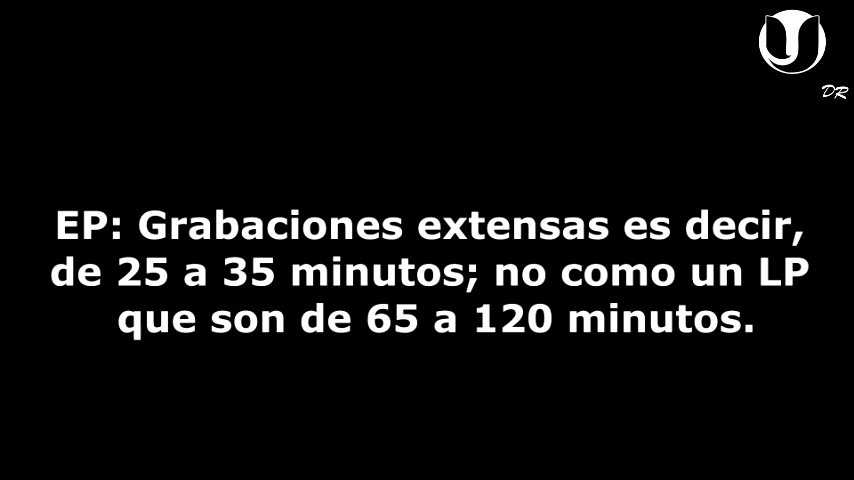 DR
EP: Grabaciones extensas es decir,
de 25 a 35 minutos; no como un LP
que son de 65 a 120 minutos.